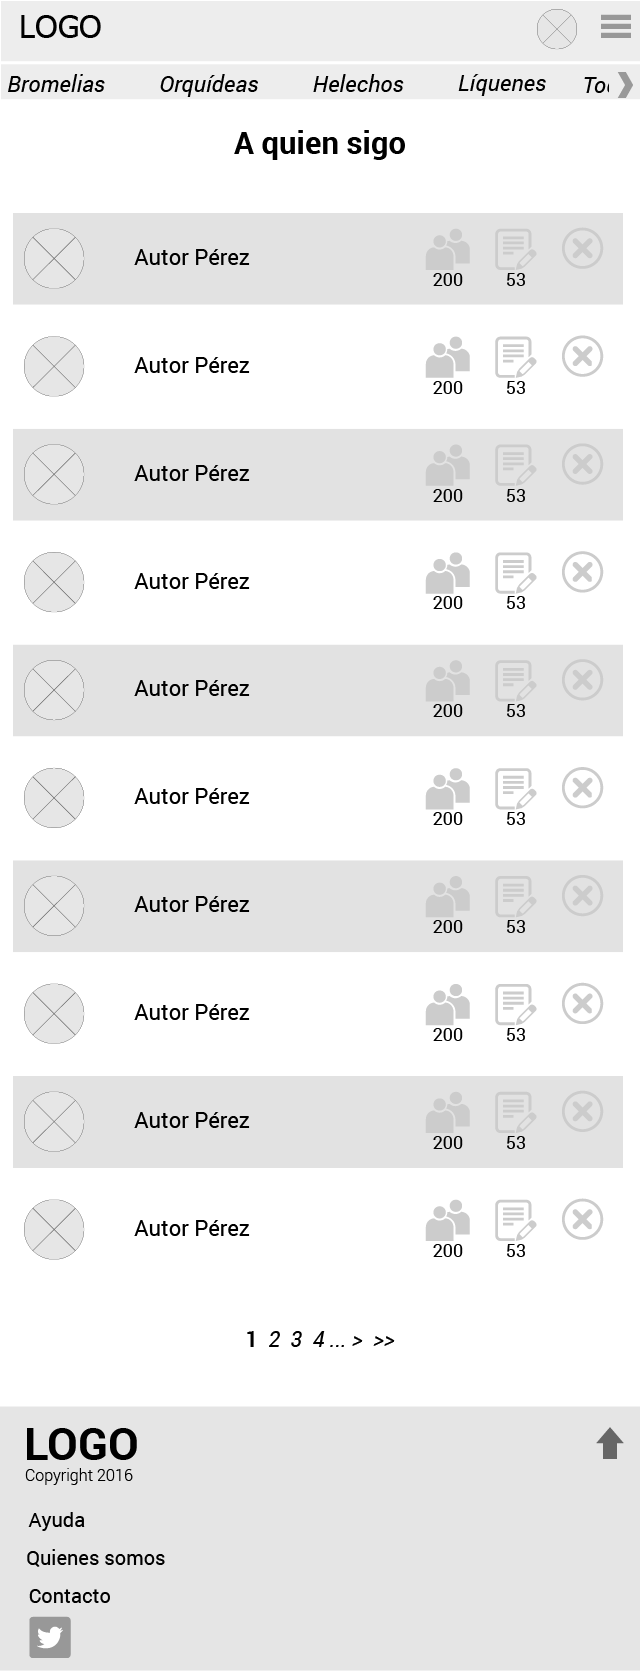 LOGO
Bromelias Orquídeas Helechos Líquenes
A quien sigo
Autor Pérez
200 53
Autor Pérez
200 53
Autor Pérez
200 53
Autor Pérez
200 53
Autor Pérez
200 53
Autor Pérez
200 53
Autor Pérez
200 53
Autor Pérez
200 53
Autor Pérez
200 53
Autor Pérez
200 53
1 2 3 4 ... > >>
LOGO
Copyright 2016
Ayuda
Quienes somos
Contacto